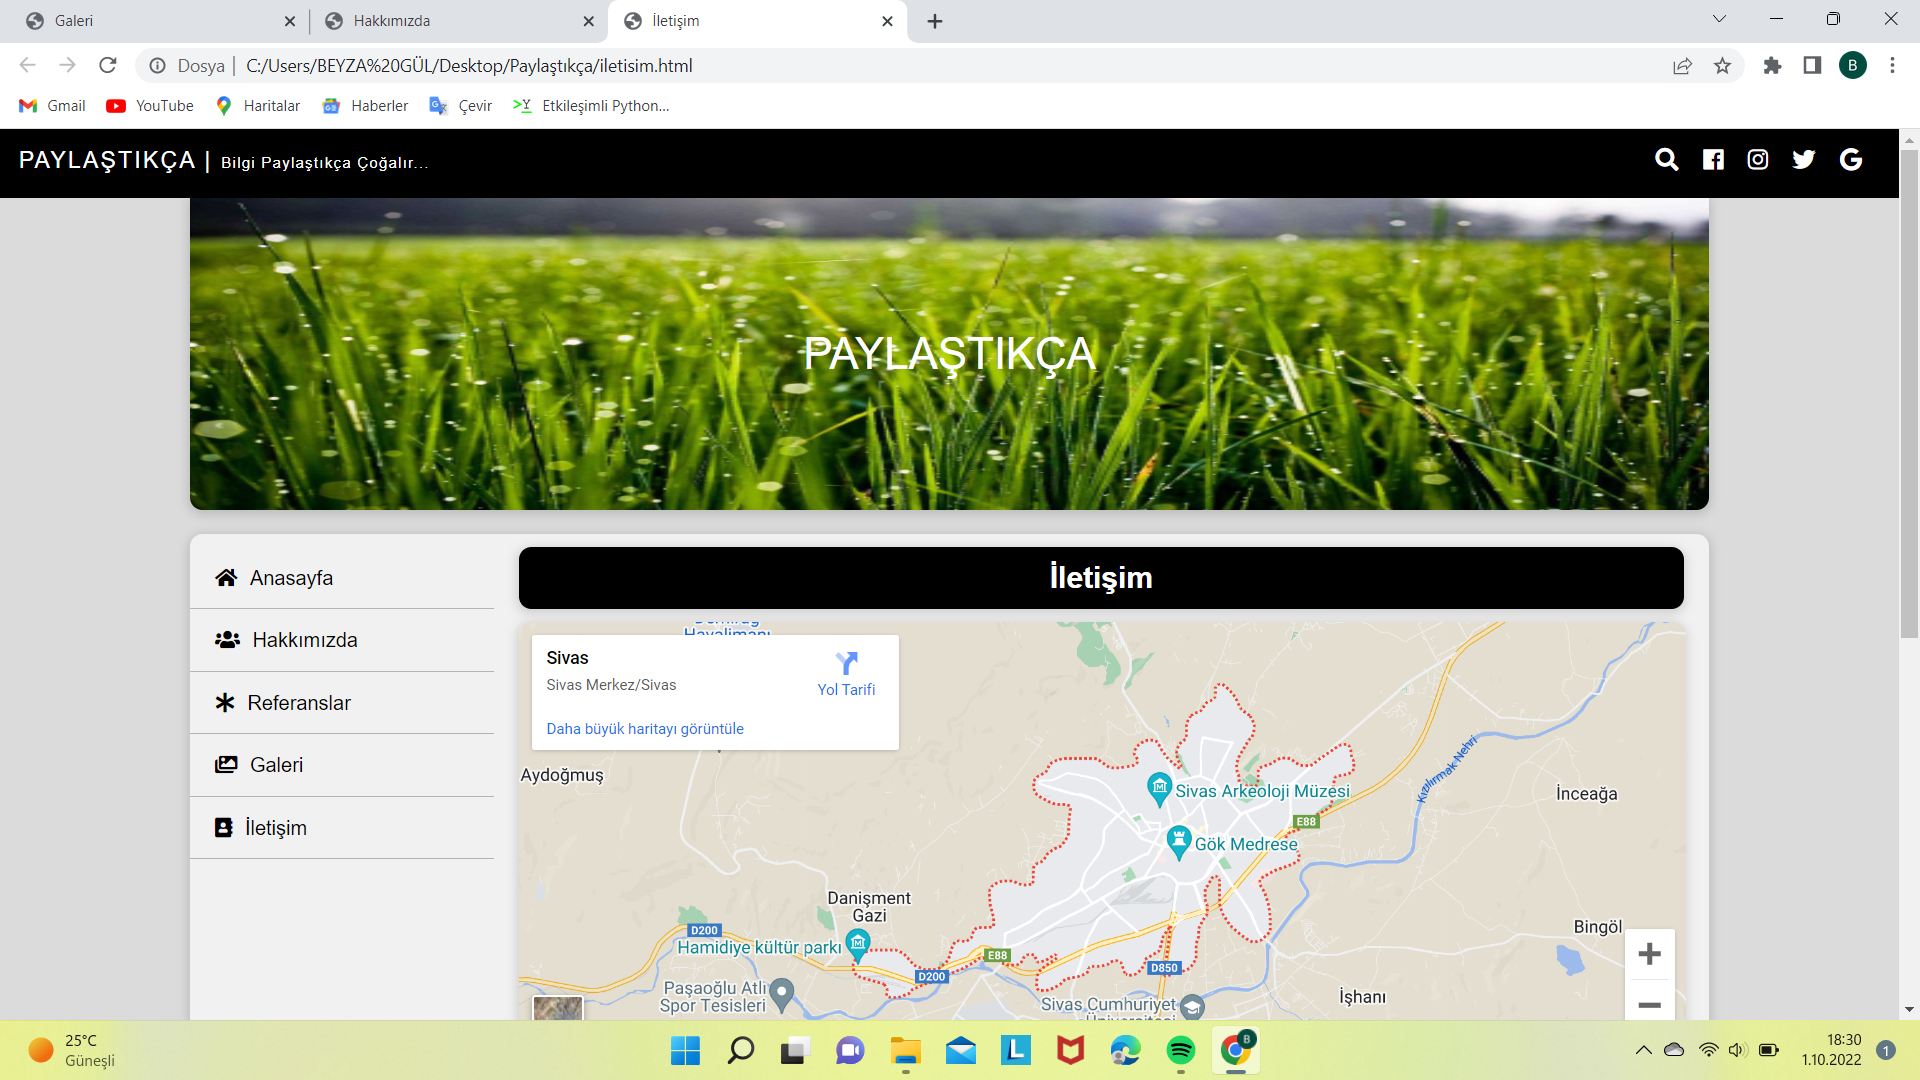 Galeri
Hakkımızda
İletişim
Dosya | C:/Users/BEYZA%20GÜL/Desktop/Paylaştıkça/iletisim.html
B
Gmail
YouTube
Haritalar
Haberler
Çevir
Etkileşimli Python...
PAYLAŞTIKÇA | Bilgi Paylaştıkça Çoğalır...
PAYLAŞTIKÇA
Anasayfa
Hakkımızda
Referanslar
Galeri
İletişim
İletişim
Havalimanı
Sivas
Sivas Merkez/Sivas
Yol Tarifi
Daha büyük haritayı görüntüle
Aydoğmuş
Kızılırmak Nehri
Sivas Arkeoloji Müzesi
İnceağa
E88
Gök Medrese
Danişment
Gazi
Bingöl
D200
Hamidiye kültür parkı
E88
D200
D850
Paşaoğlu Atlı
Spor Tesisleri
Sivas Cumhuriyet
Üniversitesi
İşhanı
25°C
Güneşli
18:30
1.10.2022
1